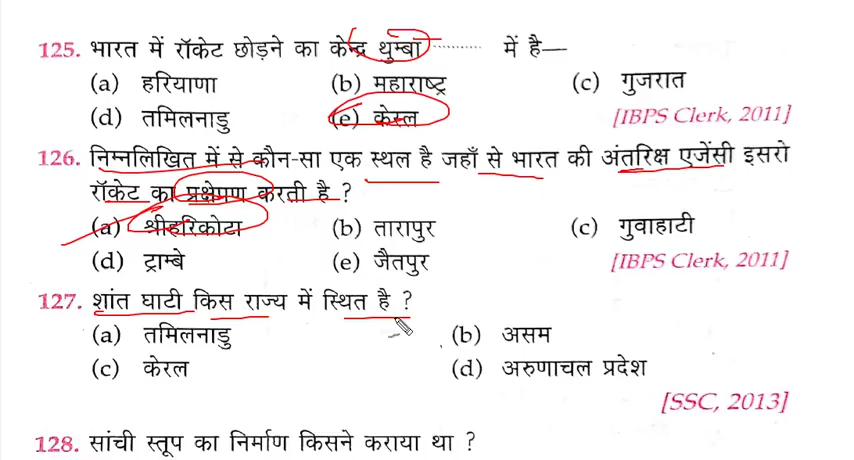 125. भारत में रॉकेट छोड़ने का केन्द्र थुम्बा .......... में है—
(a) हरियाणा (b) महाराष्ट्र (c) गुजरात
(d) तमिलनाडु (e) केरल [IBPS Clerk, 2011]
126. निम्नलिखित में से कौन-सा एक स्थल है जहाँ से भारत की अंतरिक्ष एजेंसी इसरो
रॉकेट का प्रक्षेपण करती है ?
(a) श्रीहरिकोटा (b) तारापुर (c) गुवाहाटी
(d) ट्राम्बे (e) जैतपुर [IBPS Clerk, 2011]
127. शांत घाटी किस राज्य में स्थित है ?
(a) तमिलनाडु (b) असम
(c) केरल (d) अरुणाचल प्रदेश
[SSC, 2013]
128. सांची स्तूप का निर्माण किसने कराया था ?